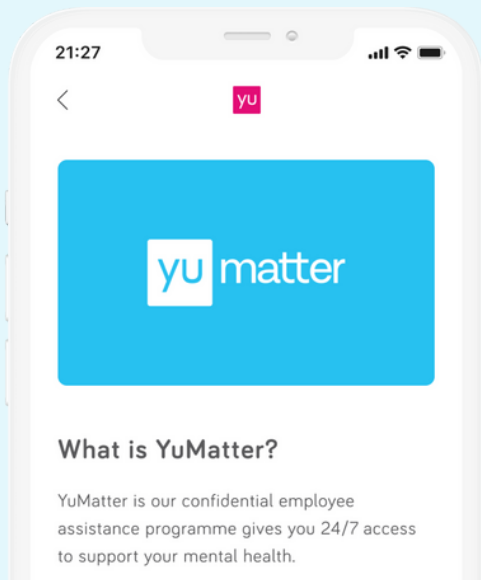 21:27
yu
yu matter
What is YuMatter?
YuMatter is our confidential employee
assistance programme gives you 24/7 access
to support your mental health.